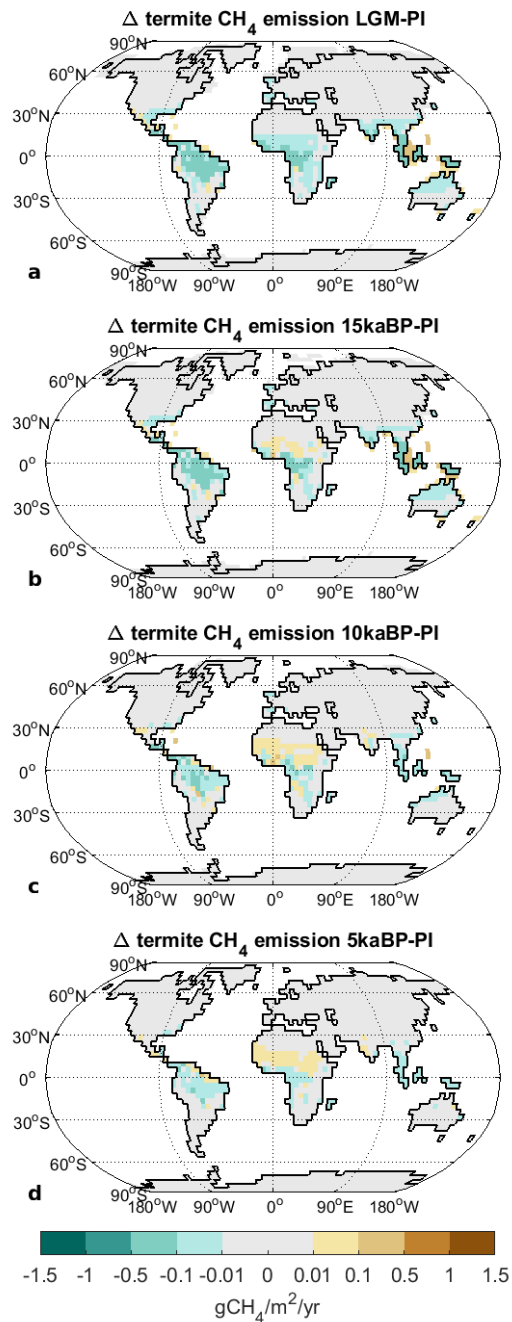 Δ termite CH4 emission LGM-PI
90°N
60°N
30°N
0°
30°S
60°S
90°S
180°W 90°W 0° 90°E 180°W
a
Δ termite CH4 emission 15kaBP-PI
90°N
60°N
30°N
0°
30°S
60°S
90°S
180°W 90°W 0° 90°E 180°W
b
Δ termite CH4 emission 10kaBP-PI
90°N
60°N
30°N
0°
30°S
60°S
90°S
180°W 90°W 0° 90°E 180°W
c
Δ termite CH4 emission 5kaBP-PI
90°N
60°N
30°N
0°
30°S
60°S
90°S
180°W 90°W 0° 90°E 180°W
d
-1.5 -1 -0.5 -0.1 -0.01 0 0.01 0.1 0.5 1 1.5
gCH4/m2/yr